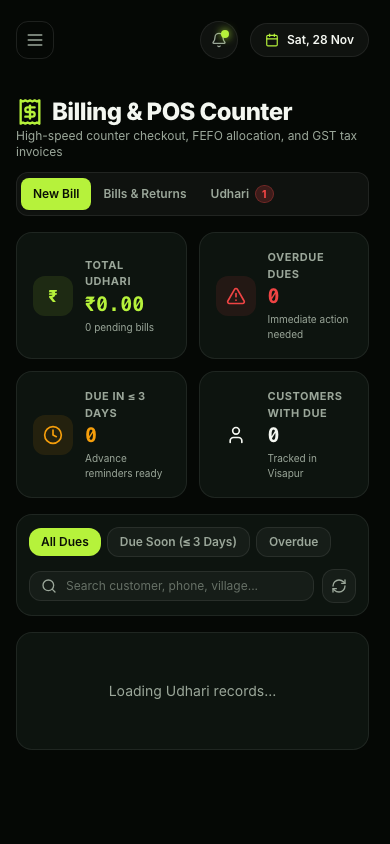 Sat, 28 Nov
Billing & POS Counter
High-speed counter checkout, FEFO allocation, and GST tax
invoices
New Bill
Bills & Returns
Udhari 1
₹
TOTAL
UDHARI
₹0.00
0 pending bills
OVERDUE
DUES
0
Immediate action
needed
DUE IN ≤ 3
DAYS
0
Advance
reminders ready
CUSTOMERS
WITH DUE
0
Tracked in
Visapur
All Dues
Due Soon (≤ 3 Days)
Overdue
Search customer, phone, village...
Loading Udhari records...